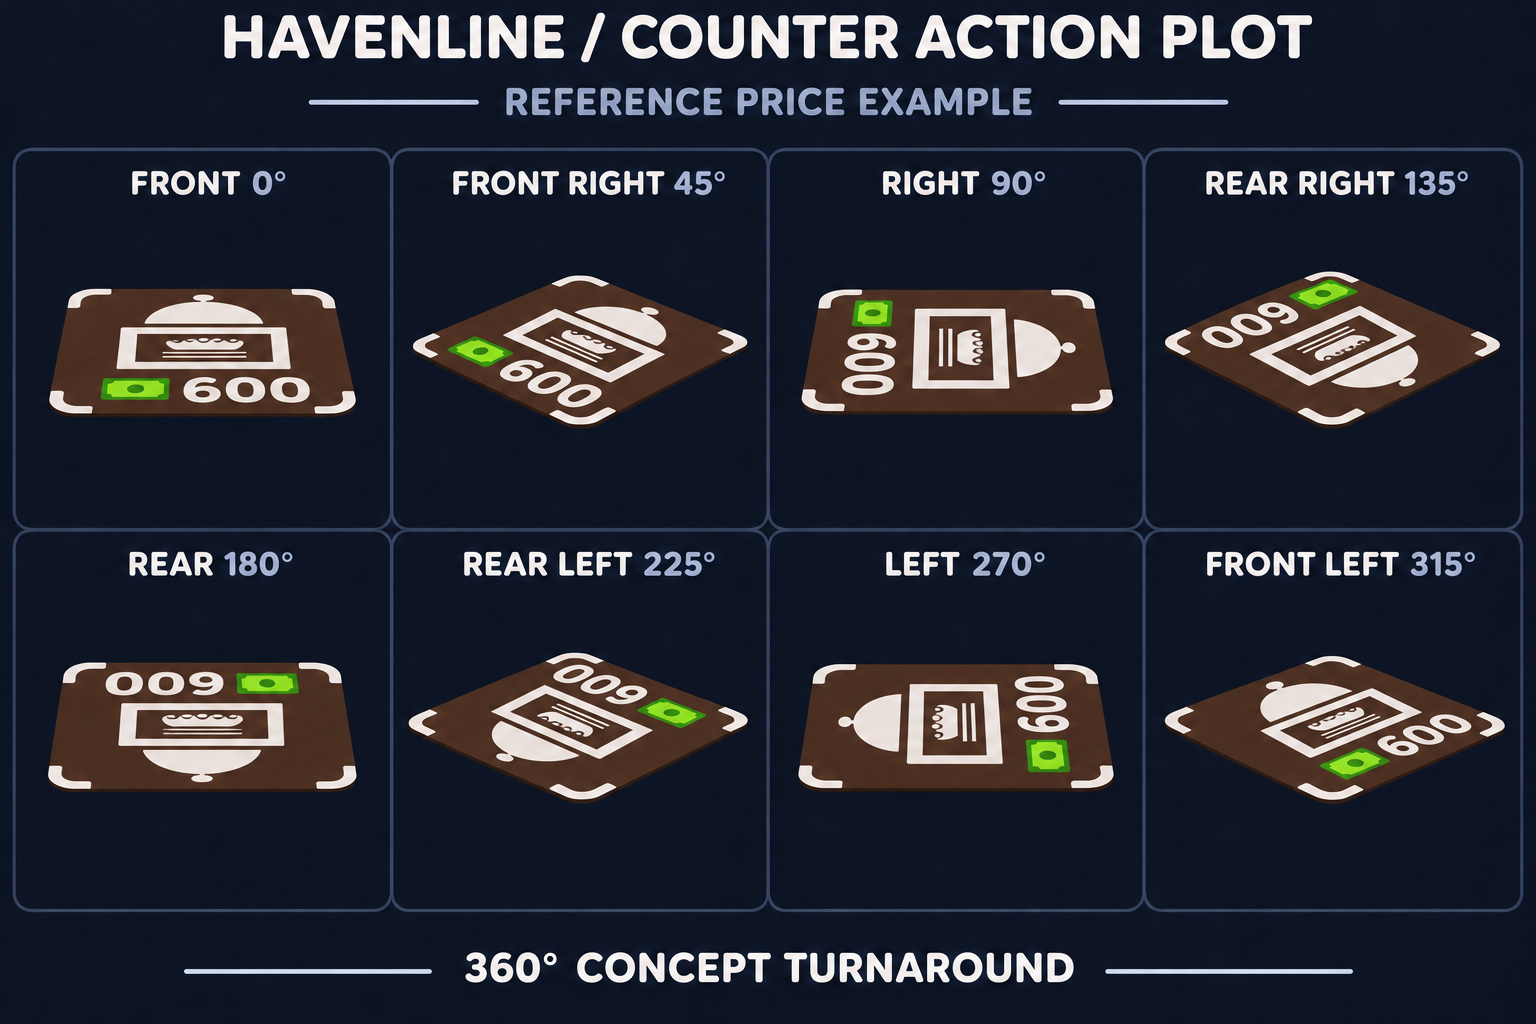 HAVENLINE / COUNTER ACTION PLOT
REFERENCE PRICE EXAMPLE
FRONT 0°
600
FRONT RIGHT 45°
600
RIGHT 90°
600
REAR RIGHT 135°
600
REAR 180°
600
REAR LEFT 225°
600
LEFT 270°
600
FRONT LEFT 315°
600
360° CONCEPT TURNAROUND